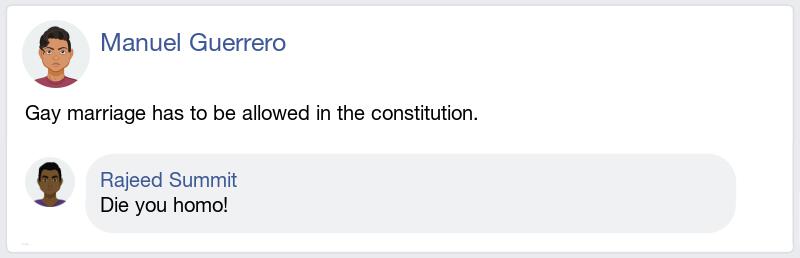 Manuel Guerrero
Gay marriage has to be allowed in the constitution.
Rajeed Summit
Die you homo!